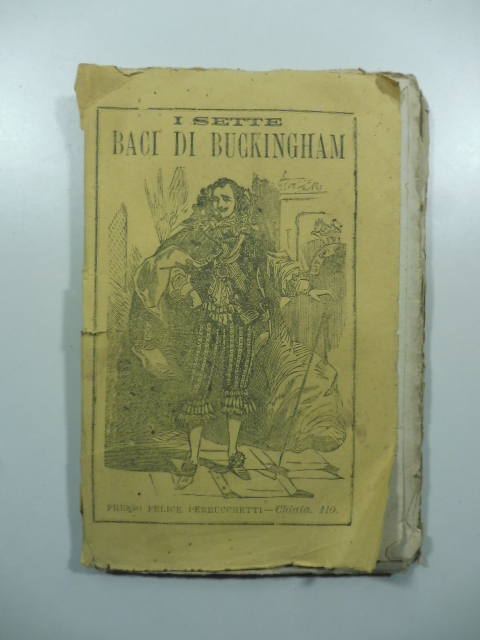 I SETTE
BACI DI BUCKINGHAM
PRESSO FELICE PERRUCCHETTI—Chiaia, 110.